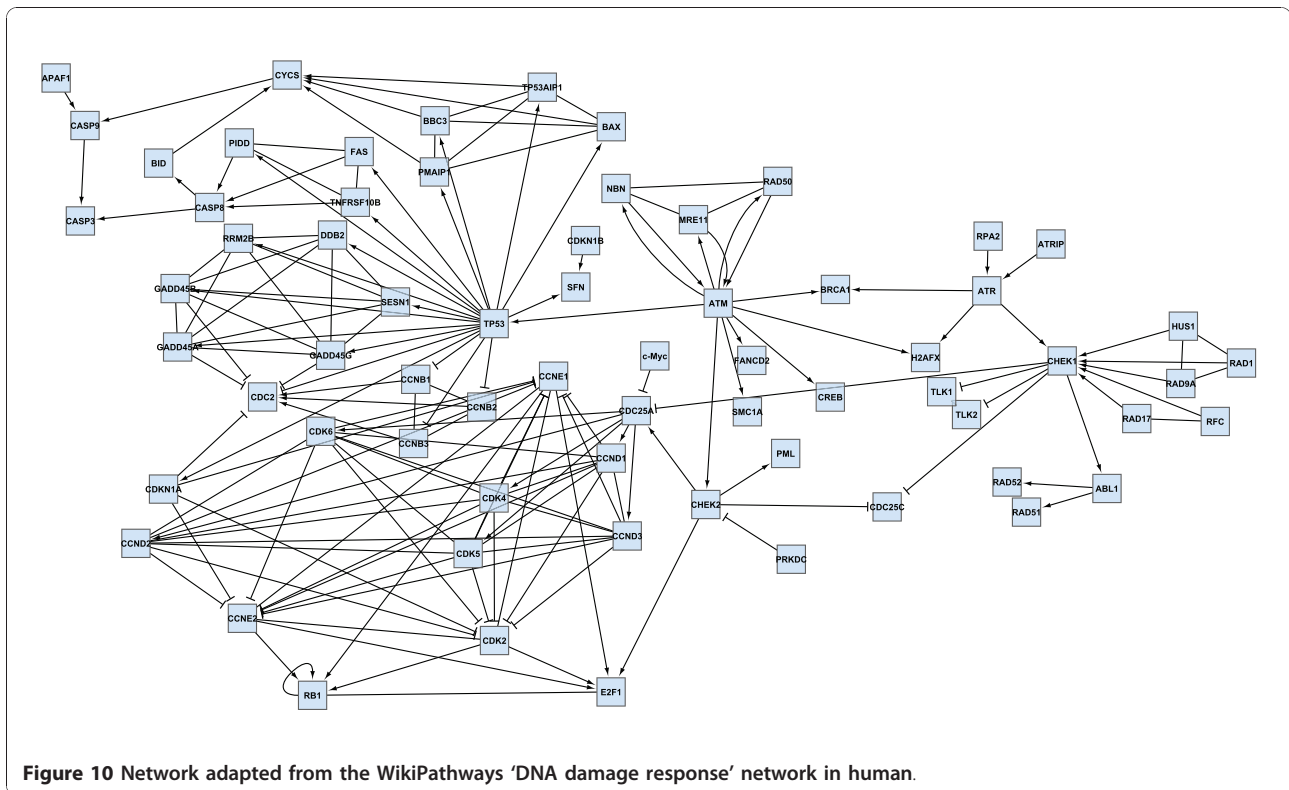 APAF1
CYCS
TP53AIP1
CASP9
BBC3
BAX
PIDD
FAS
BID
PMAIP1
NBN
RAD50
CASP8
TNFRSF10B
CASP3
MRE11
RRM2B
DDB2
CDKN1B
RPA2
ATRIP
GADD45B
SESN1
SFN
ATM
BRCA1
ATR
TP53
GADD45A
GADD45G
c-Myc
FANCD2
H2AFX
CHEK1
HUS1
RAD1
RAD9A
CCNB1
CCNE1
CDC2
CCNB2
CDC25A
SMC1A
CREB
TLK1
TLK2
RAD17
RFC
CDK6
CCNB3
CCND1
PML
CDKN1A
CDK4
CHEK2
CDC25C
RAD52
ABL1
RAD51
CCND2
CDK5
CCND3
PRKDC
CCNE2
CDK2
RB1
E2F1
Figure 10 Network adapted from the WikiPathways ‘DNA damage response’ network in human.